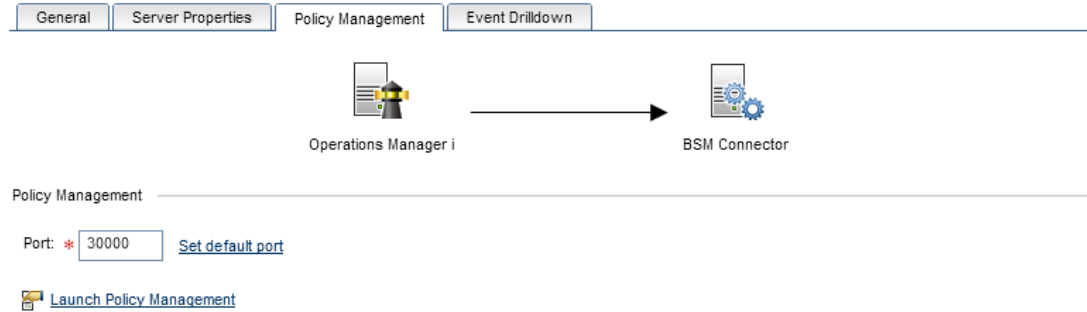 General Server Properties Policy Management Event Drilldown
Operations Manager i BSM Connector
Policy Management
Port: * 30000 Set default port
Launch Policy Management